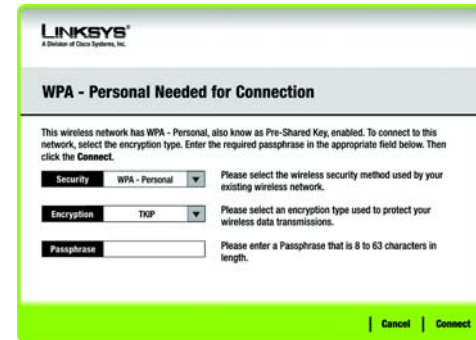 LINKSYS®
A Division of Cisco Systems, Inc.
WPA - Personal Needed for Connection
This wireless network has WPA - Personal, also know as Pre-Shared Key, enabled. To connect to this
network, select the encryption type. Enter the required passphrase in the appropriate field below. Then
click the Connect.
Security WPA - Personal Please select the wireless security method used by your
existing wireless network.
Encryption TKIP Please select an encryption type used to protect your
wireless data transmissions.
Passphrase Please enter a Passphrase that is 8 to 63 characters in
length.
Cancel | Connect